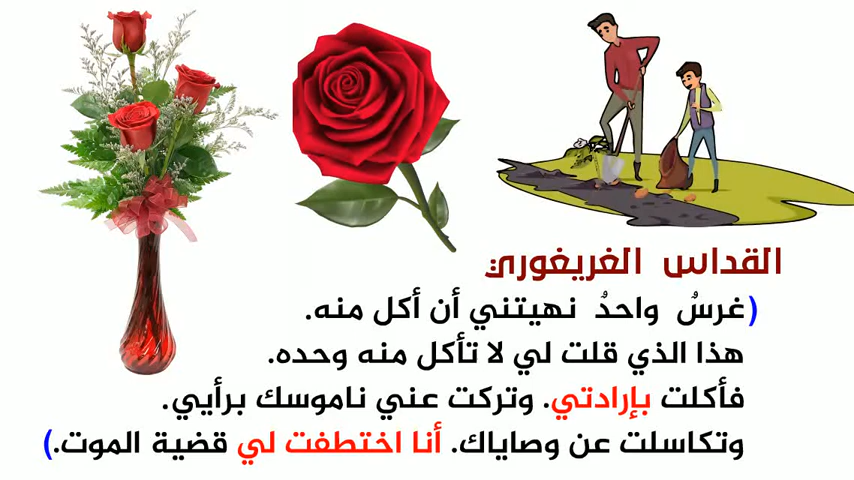 القداس الغريغوري
(غرسُ واحدُ نهيتني أن أكل منه.
هذا الذي قلت لي لا تأكل منه وحده.
فأكلت بإرادتي. وتركت عني ناموسك برأيي.
وتكاسلت عن وصاياك. أنا اختطفت لي قضية الموت.)